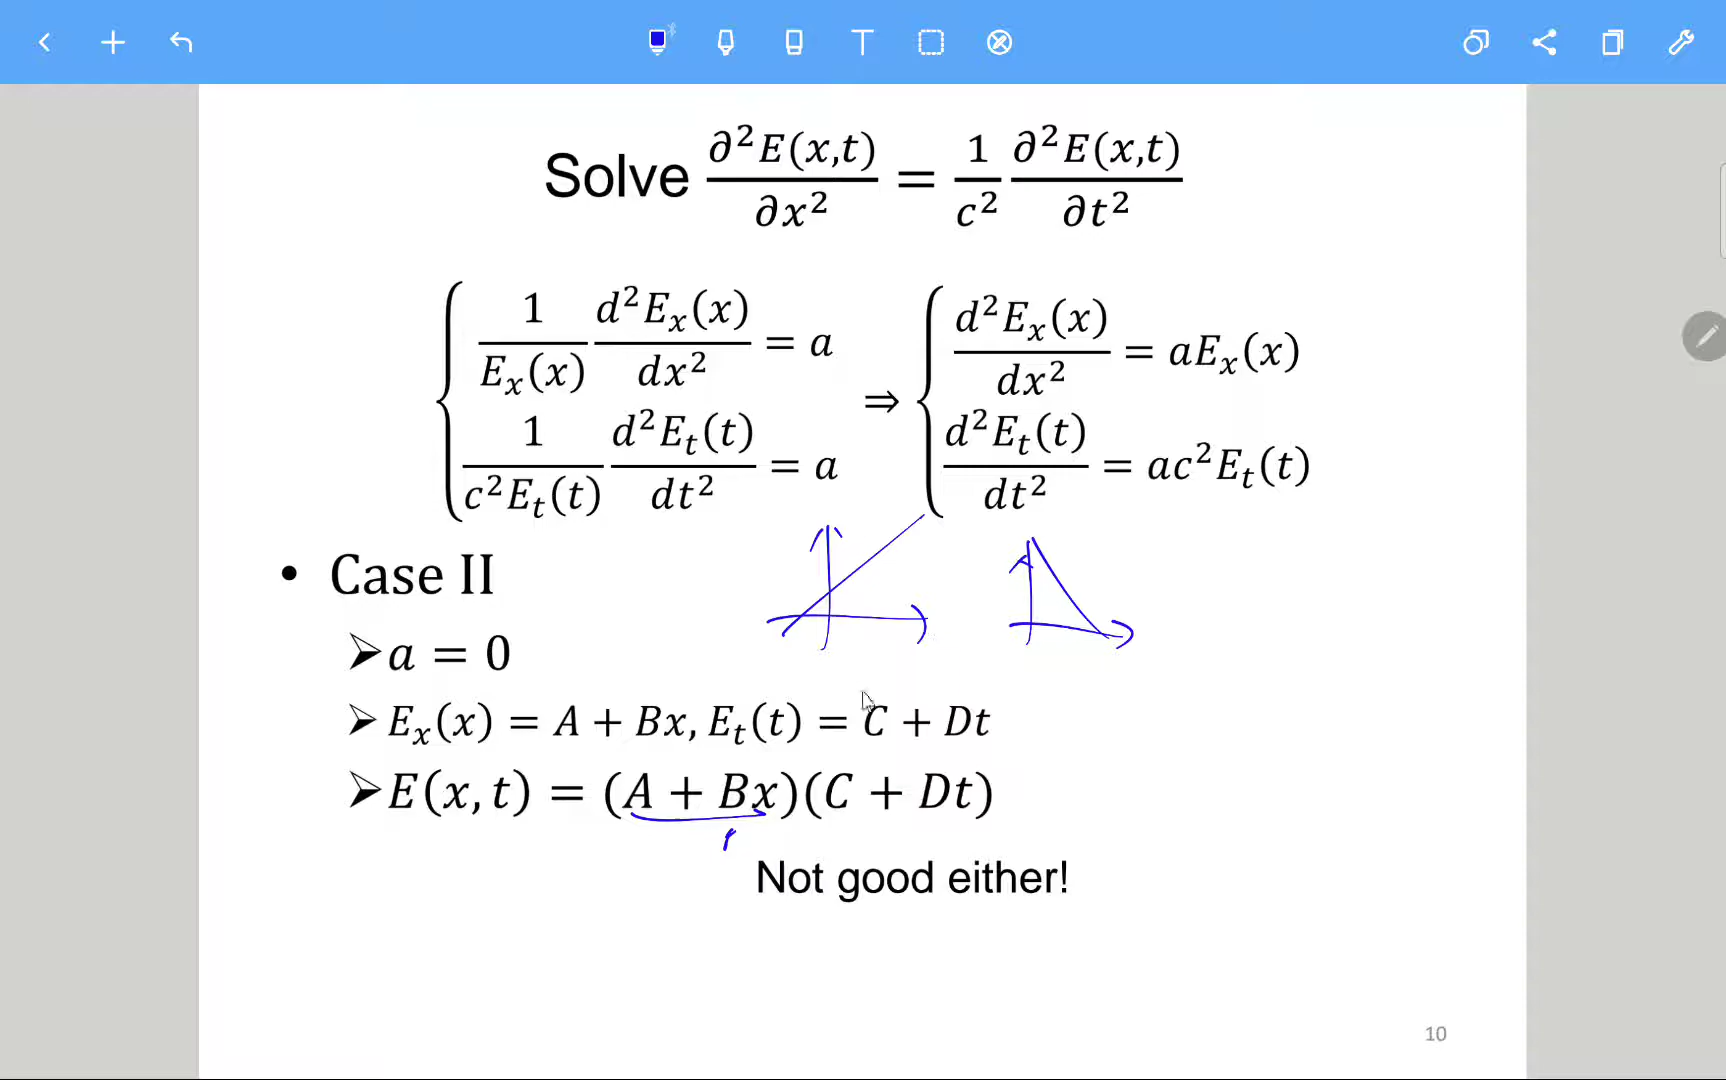 Solve ∂²E(x,t)/∂x² = 1/c² ∂²E(x,t)/∂t²
1/Eₓ(x) d²Eₓ(x)/dx² = a ⇒ d²Eₓ(x)/dx² = aEₓ(x)
1/c²Eₜ(t) d²Eₜ(t)/dt² = a d²Eₜ(t)/dt² = ac²Eₜ(t)
• Case II
➢a = 0
➢Eₓ(x) = A + Bx, Eₜ(t) = C + Dt
➢E(x, t) = (A + Bx)(C + Dt)
Not good either!
10